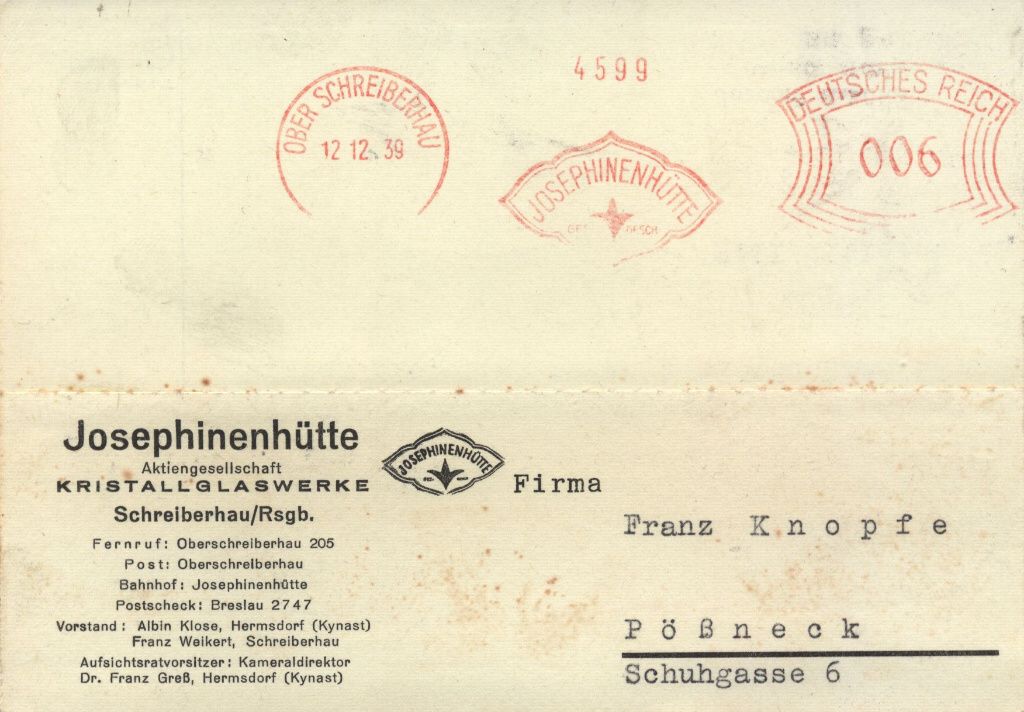 4599
OBER SCHREIBERHAU
12 12. 39
JOSEPHINENHÜTTE
GES GESCH
DEUTSCHES REICH
006
Josephinenhütte
Aktiengesellschaft
KRISTALLGLASWERKE
Schreiberhau/Rsgb.
Fernruf: Oberschreiberhau 205
Post: Oberschreiberhau
Bahnhof: Josephinenhütte
Postscheck: Breslau 2747
Vorstand: Albin Klose, Hermsdorf (Kynast)
Franz Weikert, Schreiberhau
Aufsichtsratvorsitzer: Kameraldirektor
Dr. Franz Greß, Hermsdorf (Kynast)
JOSEPHINENHÜTTE
Firma
Franz Knopfe
Pößneck
Schuhgasse 6